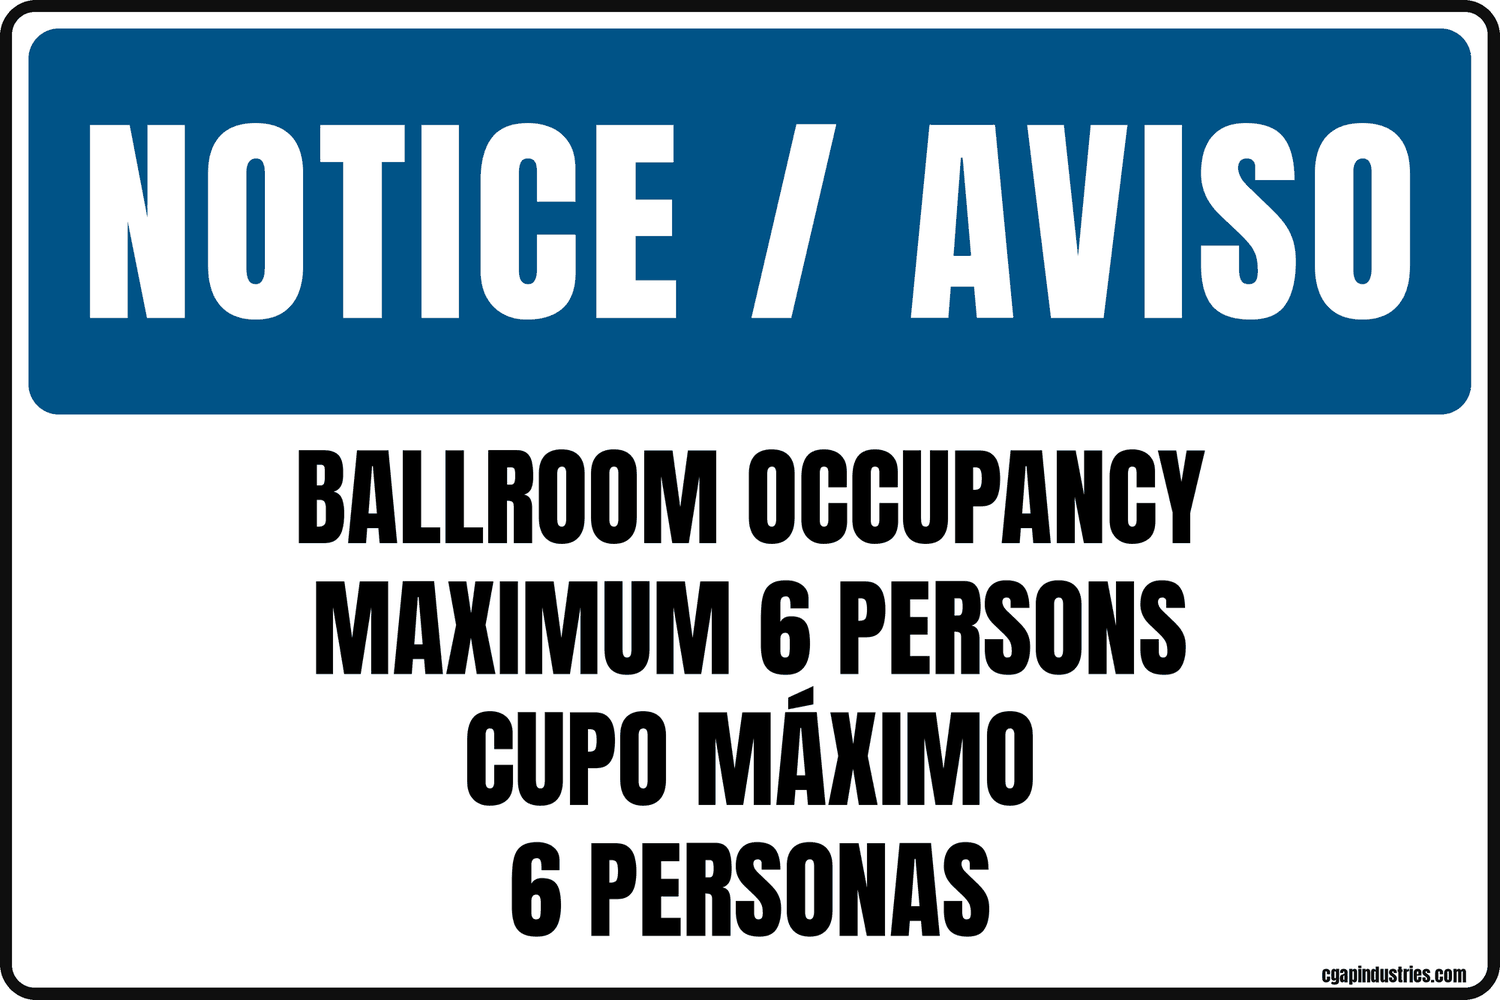 NOTICE / AVISO
BALLROOM OCCUPANCY
MAXIMUM 6 PERSONS
CUPO MÁXIMO
6 PERSONAS
cgapindustries.com